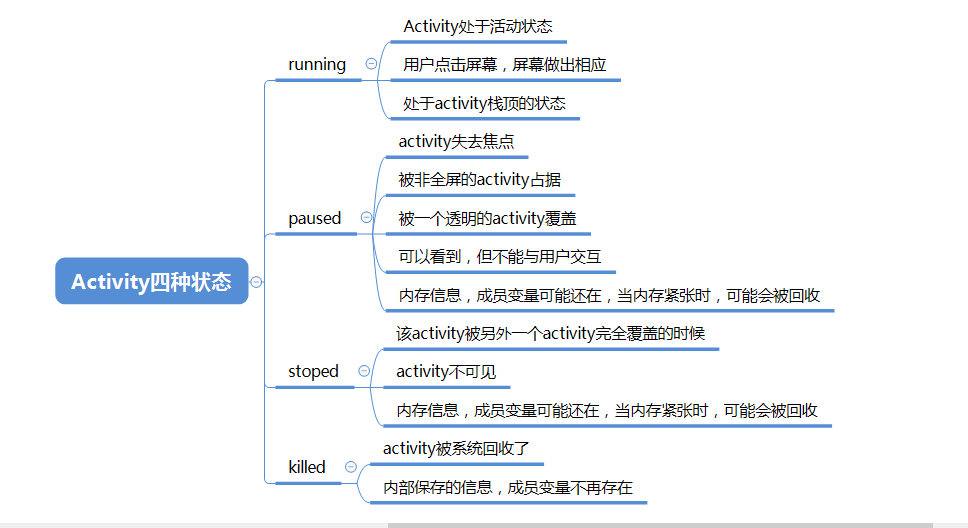 Activity四种状态
running
Activity处于活动状态
用户点击屏幕，屏幕做出相应
处于activity栈顶的状态
paused
activity失去焦点
被非全屏的activity占据
被一个透明的activity覆盖
可以看到，但不能与用户交互
内存信息，成员变量可能还在，当内存紧张时，可能会被回收
stoped
该activity被另外一个activity完全覆盖的时候
activity不可见
内存信息，成员变量可能还在，当内存紧张时，可能会被回收
killed
activity被系统回收了
内部保存的信息，成员变量不再存在